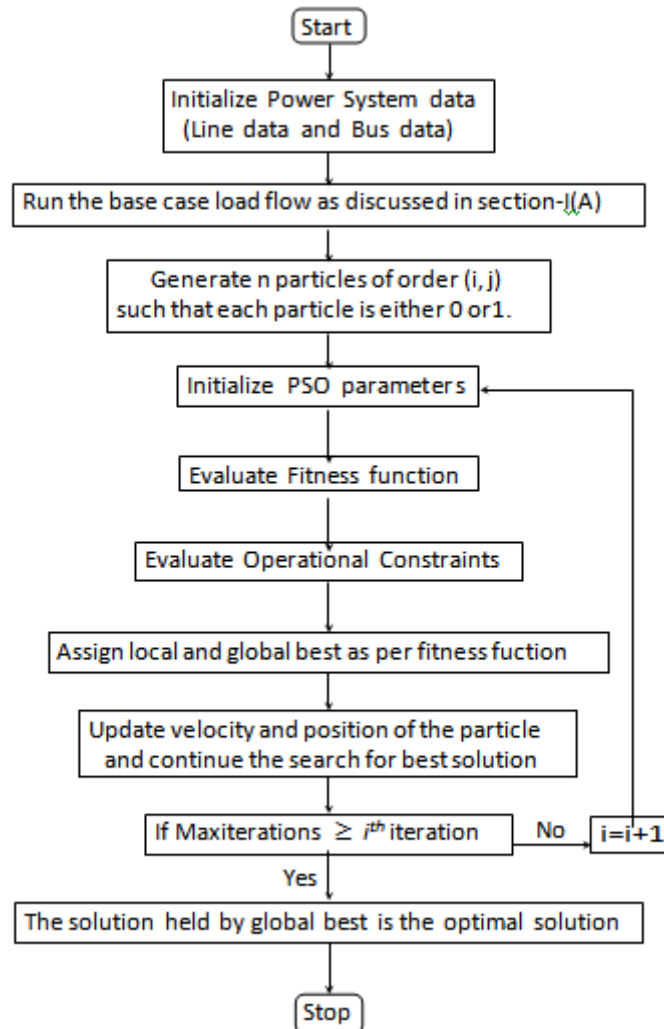 Start
Initialize Power System data
(Line data and Bus data)
Run the base case load flow as discussed in section-I(A)
Generate n particles of order (i, j)
such that each particle is either 0 or1.
Initialize PSO parameters
Evaluate Fitness function
Evaluate Operational Constraints
Assign local and global best as per fitness fuction
Update velocity and position of the particle
and continue the search for best solution
If Maxiterations ≥ iᵗʰ iteration
No
i=i+1
Yes
The solution held by global best is the optimal solution
Stop